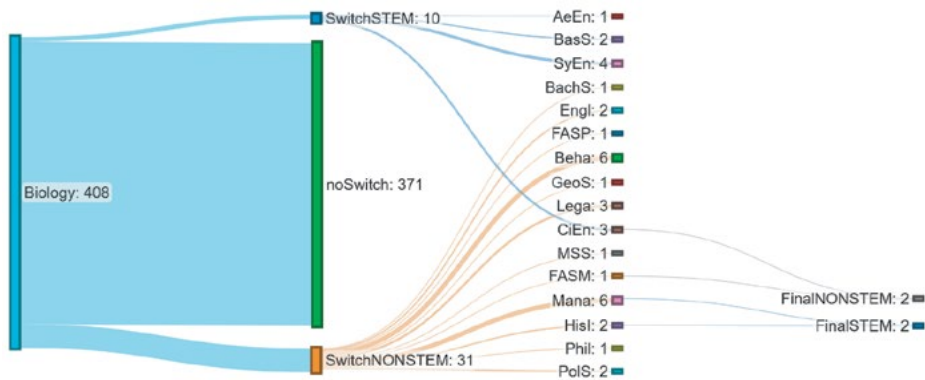 Biology: 408
SwitchSTEM: 10
noSwitch: 371
SwitchNONSTEM: 31
AeEn: 1
BasS: 2
SyEn: 4
BachS: 1
Engl: 2
FASP: 1
Beha: 6
GeoS: 1
Lega: 3
CiEn: 3
MSS: 1
FASM: 1
Mana: 6
HisI: 2
Phil: 1
PolS: 2
FinalNONSTEM: 2
FinalSTEM: 2